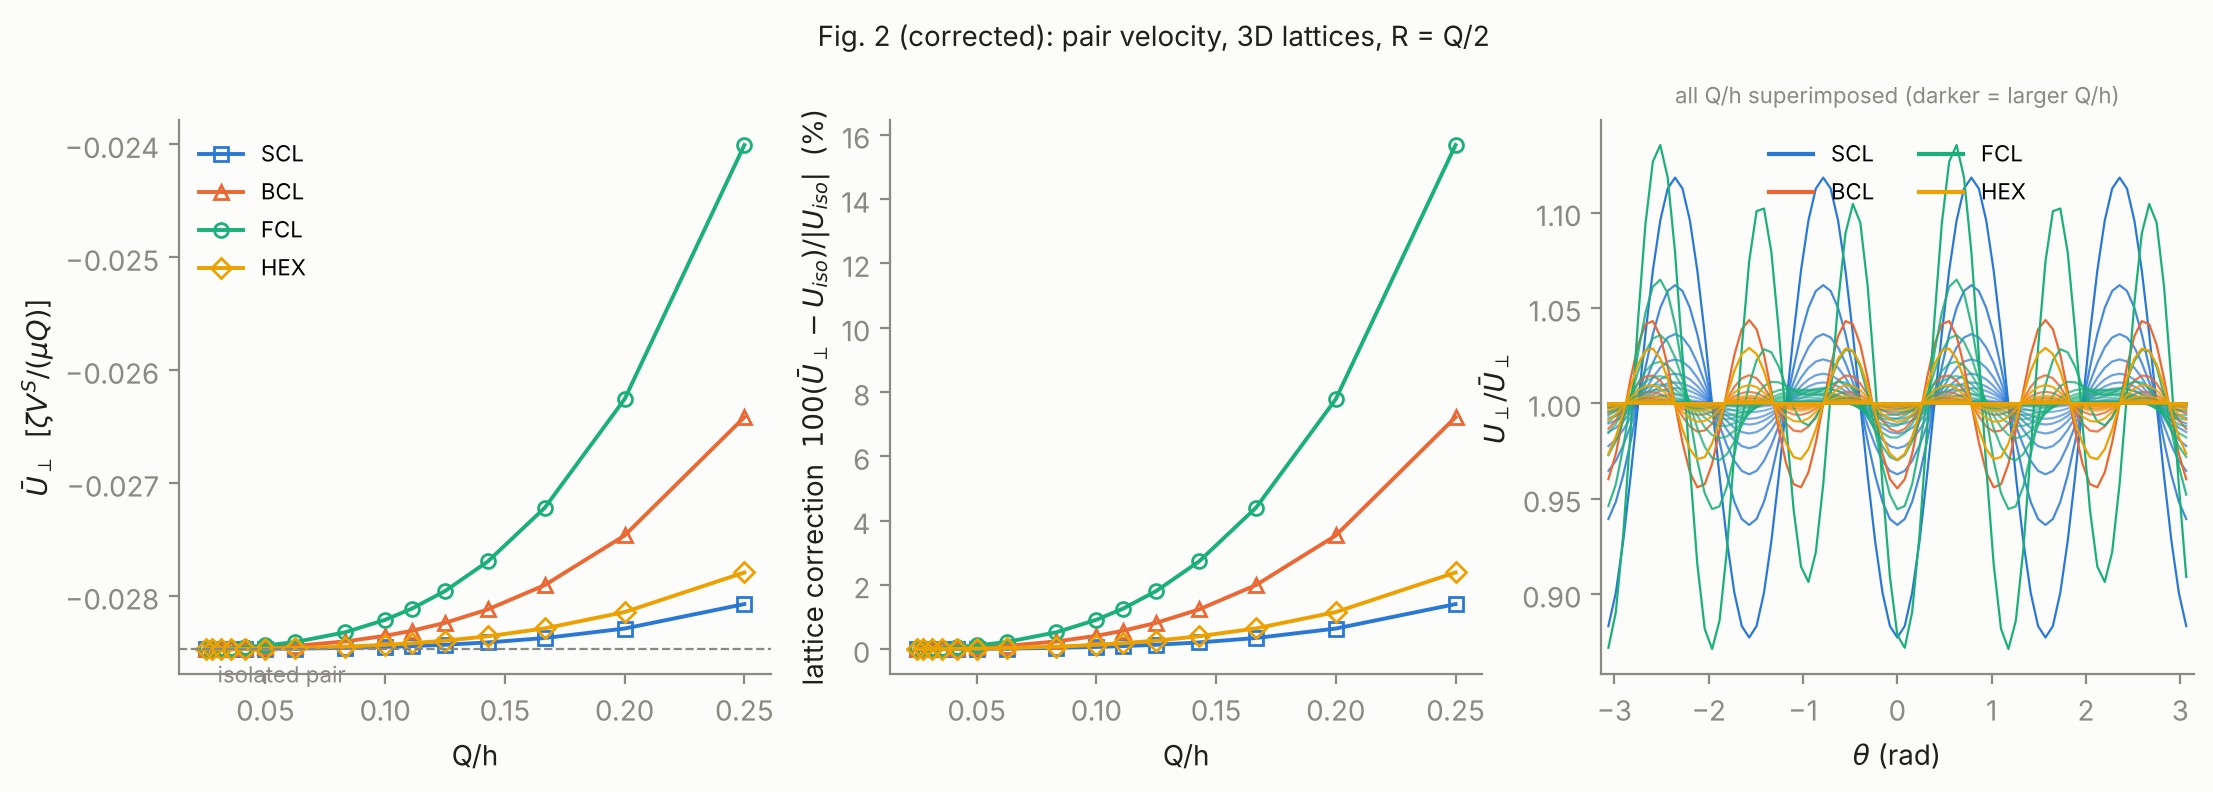 Fig. 2 (corrected): pair velocity, 3D lattices, R = Q/2
Ū⊥ [ζV^S/(μQ)]
−0.024
−0.025
−0.026
−0.027
−0.028
SCL
BCL
FCL
HEX
isolated pair
0.05 0.10 0.15 0.20 0.25
Q/h
lattice correction 100(Ū⊥ − U_iso)/|U_iso| (%)
16
14
12
10
8
6
4
2
0
0.05 0.10 0.15 0.20 0.25
Q/h
all Q/h superimposed (darker = larger Q/h)
U⊥/Ū⊥
1.10
1.05
1.00
0.95
0.90
SCL FCL
BCL HEX
−3 −2 −1 0 1 2 3
θ (rad)